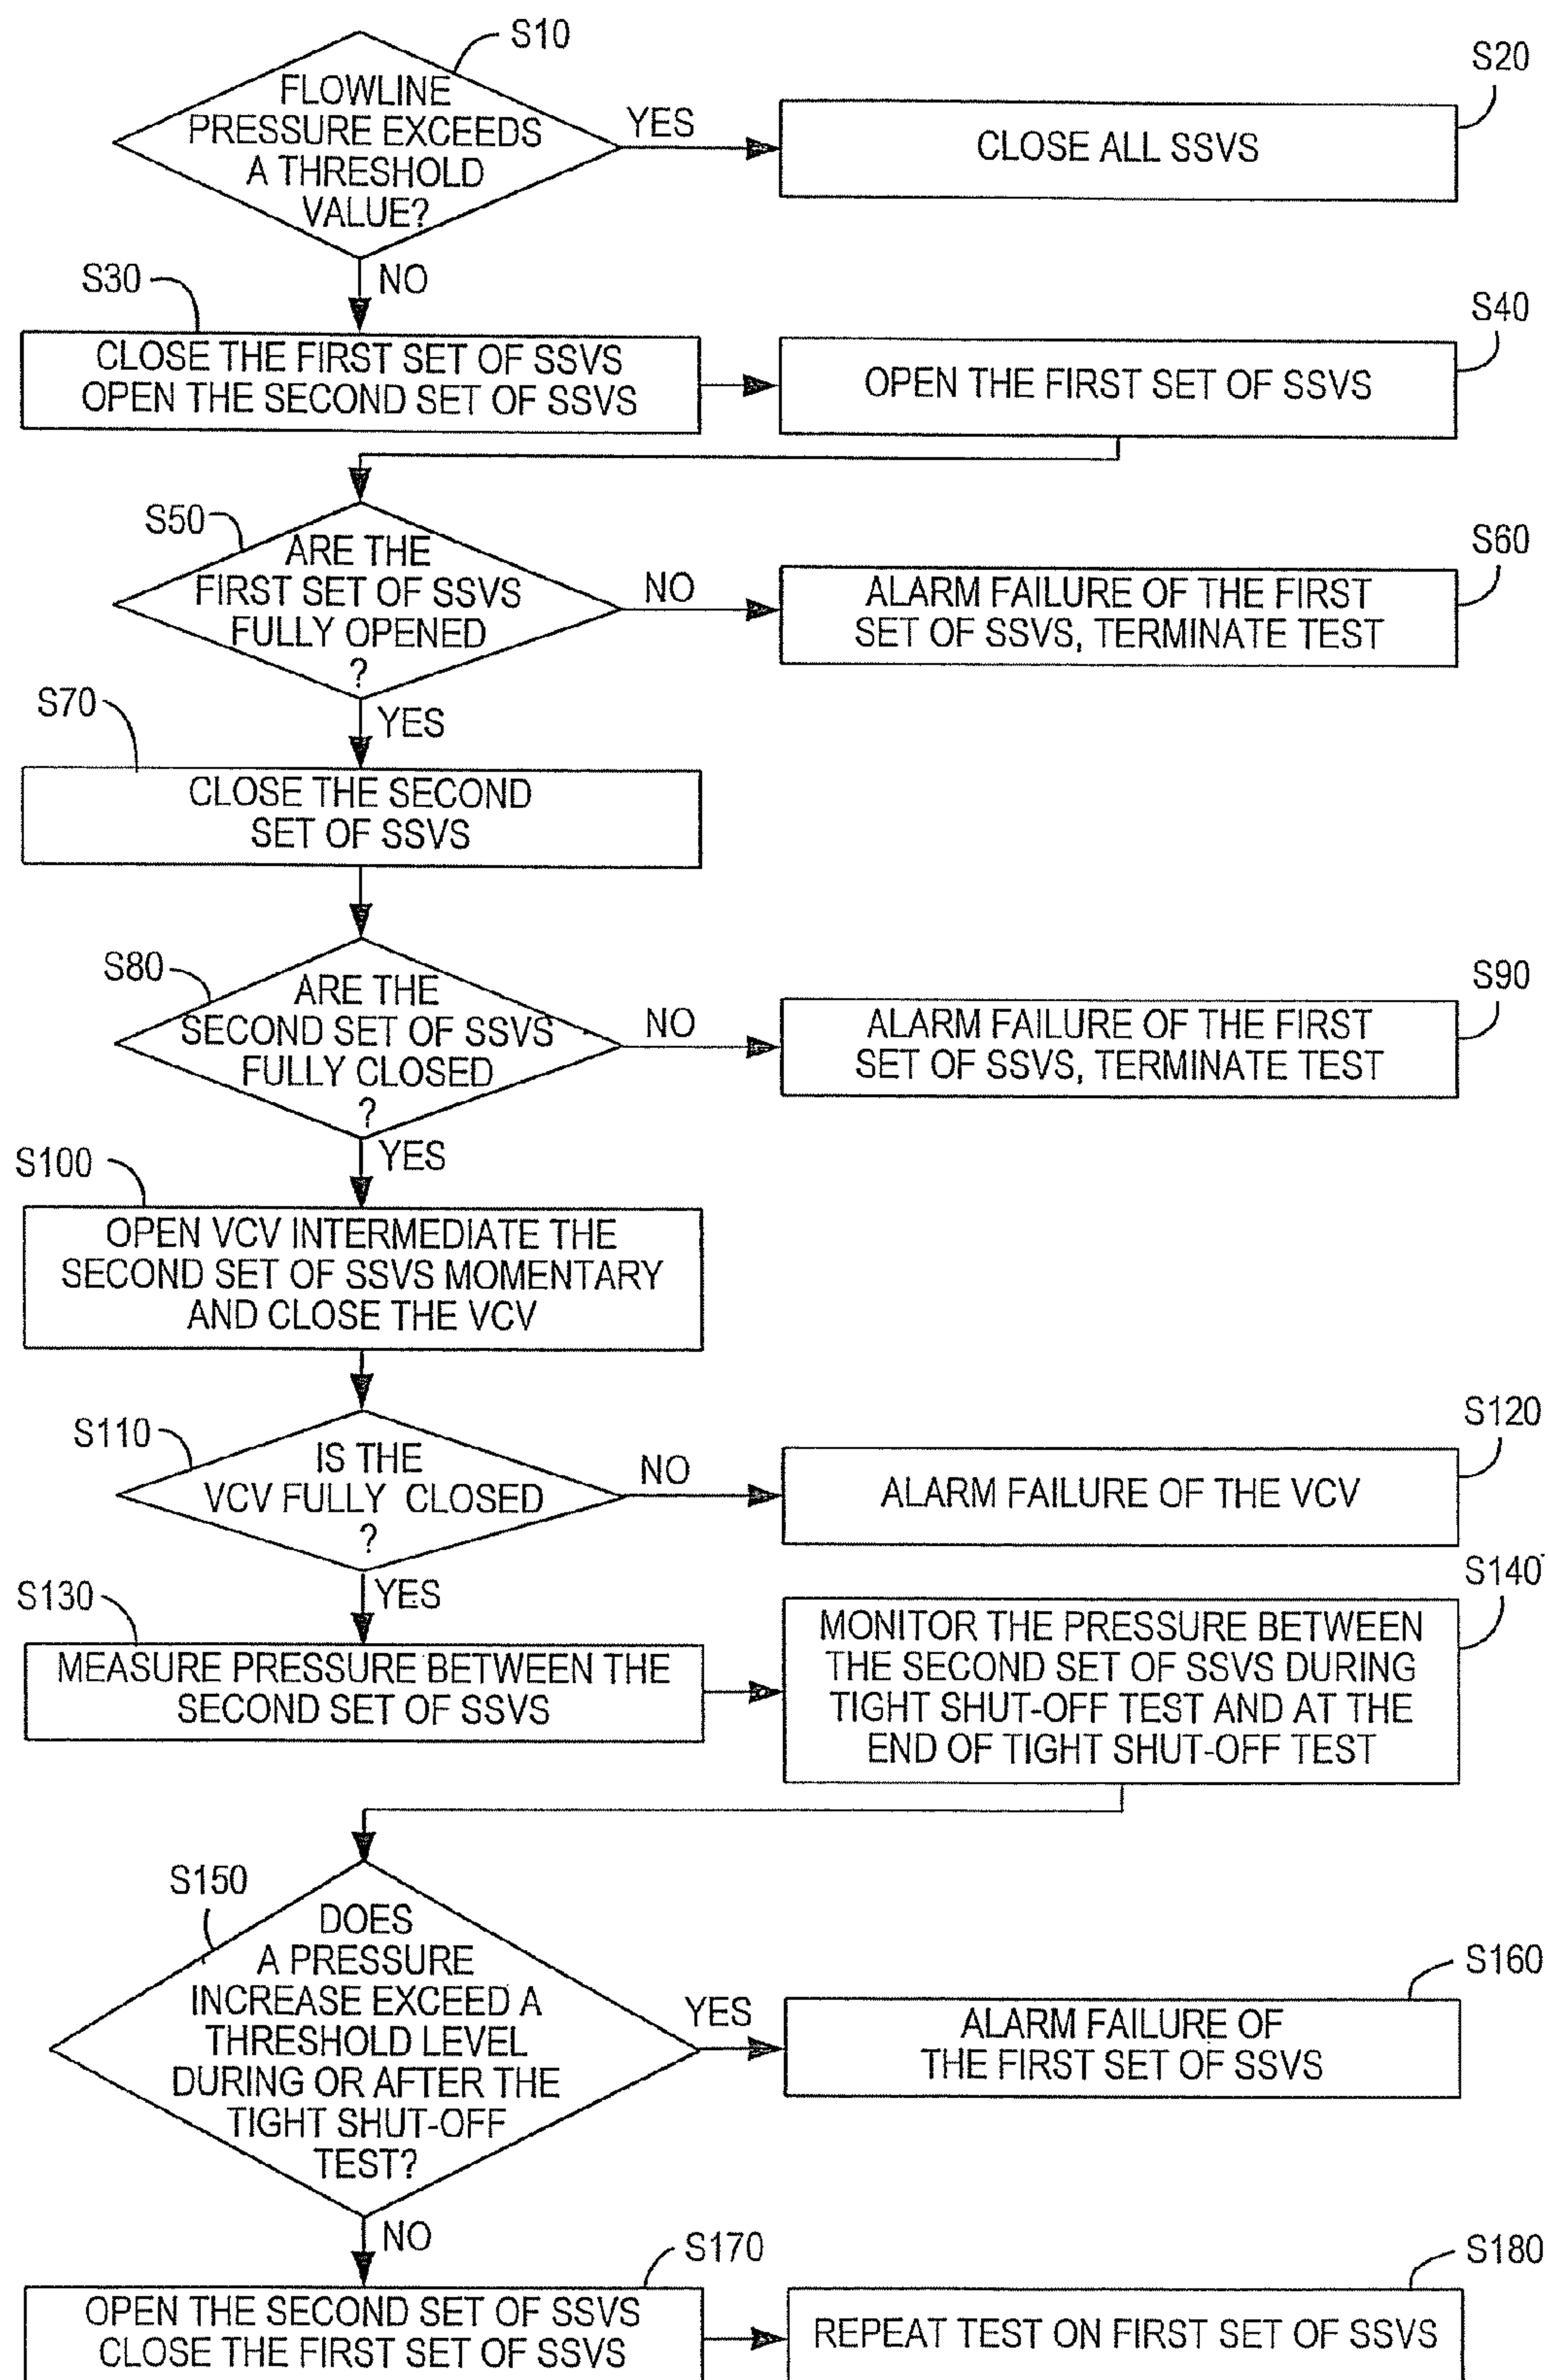 S10
FLOWLINE
PRESSURE EXCEEDS
A THRESHOLD
VALUE?
YES
S20
CLOSE ALL SSVS
NO
S30
CLOSE THE FIRST SET OF SSVS
OPEN THE SECOND SET OF SSVS
S40
OPEN THE FIRST SET OF SSVS
S50
ARE THE
FIRST SET OF SSVS
FULLY OPENED
?
NO
S60
ALARM FAILURE OF THE FIRST
SET OF SSVS, TERMINATE TEST
YES
S70
CLOSE THE SECOND
SET OF SSVS
S80
ARE THE
SECOND SET OF SSVS
FULLY CLOSED
?
NO
S90
ALARM FAILURE OF THE FIRST
SET OF SSVS, TERMINATE TEST
YES
S100
OPEN VCV INTERMEDIATE THE
SECOND SET OF SSVS MOMENTARY
AND CLOSE THE VCV
S110
IS THE
VCV FULLY CLOSED
?
NO
S120
ALARM FAILURE OF THE VCV
YES
S130
MEASURE PRESSURE BETWEEN THE
SECOND SET OF SSVS
S140
MONITOR THE PRESSURE BETWEEN
THE SECOND SET OF SSVS DURING
TIGHT SHUT-OFF TEST AND AT THE
END OF TIGHT SHUT-OFF TEST
S150
DOES
A PRESSURE
INCREASE EXCEED A
THRESHOLD LEVEL
DURING OR AFTER THE
TIGHT SHUT-OFF
TEST?
YES
S160
ALARM FAILURE OF
THE FIRST SET OF SSVS
NO
S170
OPEN THE SECOND SET OF SSVS
CLOSE THE FIRST SET OF SSVS
S180
REPEAT TEST ON FIRST SET OF SSVS